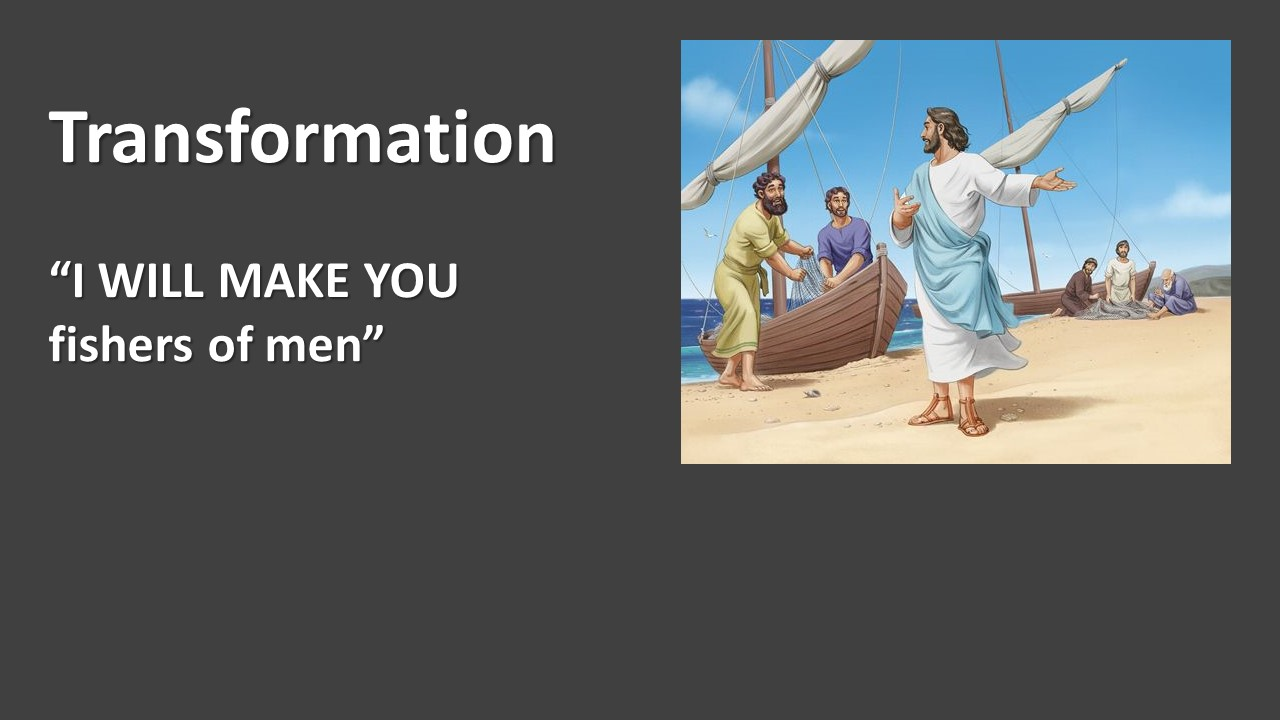 Transformation
“I WILL MAKE YOU
fishers of men”